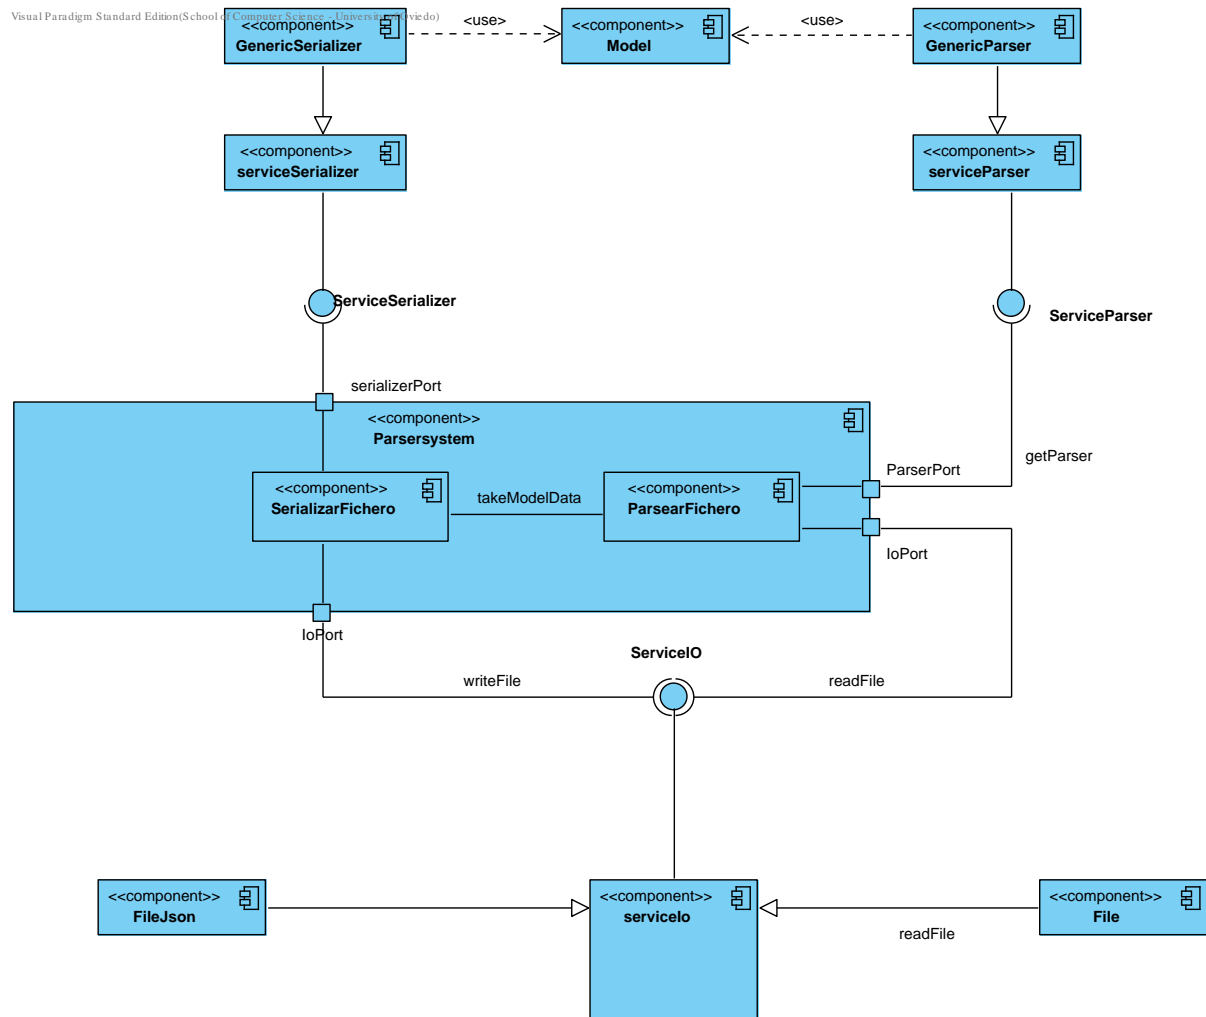 Visual Paradigm Standard Edition(School of Computer Science - University of Oviedo)
<<component>>
GenericSerializer
<use>
<<component>>
Model
<use>
<<component>>
GenericParser
<<component>>
serviceSerializer
<<component>>
serviceParser
ServiceSerializer
ServiceParser
serializerPort
<<component>>
Parsersystem
ParserPort
getParser
<<component>>
SerializarFichero
takeModelData
<<component>>
ParsearFichero
IoPort
IoPort
ServiceIO
writeFile
readFile
<<component>>
FileJson
<<component>>
serviceIo
<<component>>
File
readFile